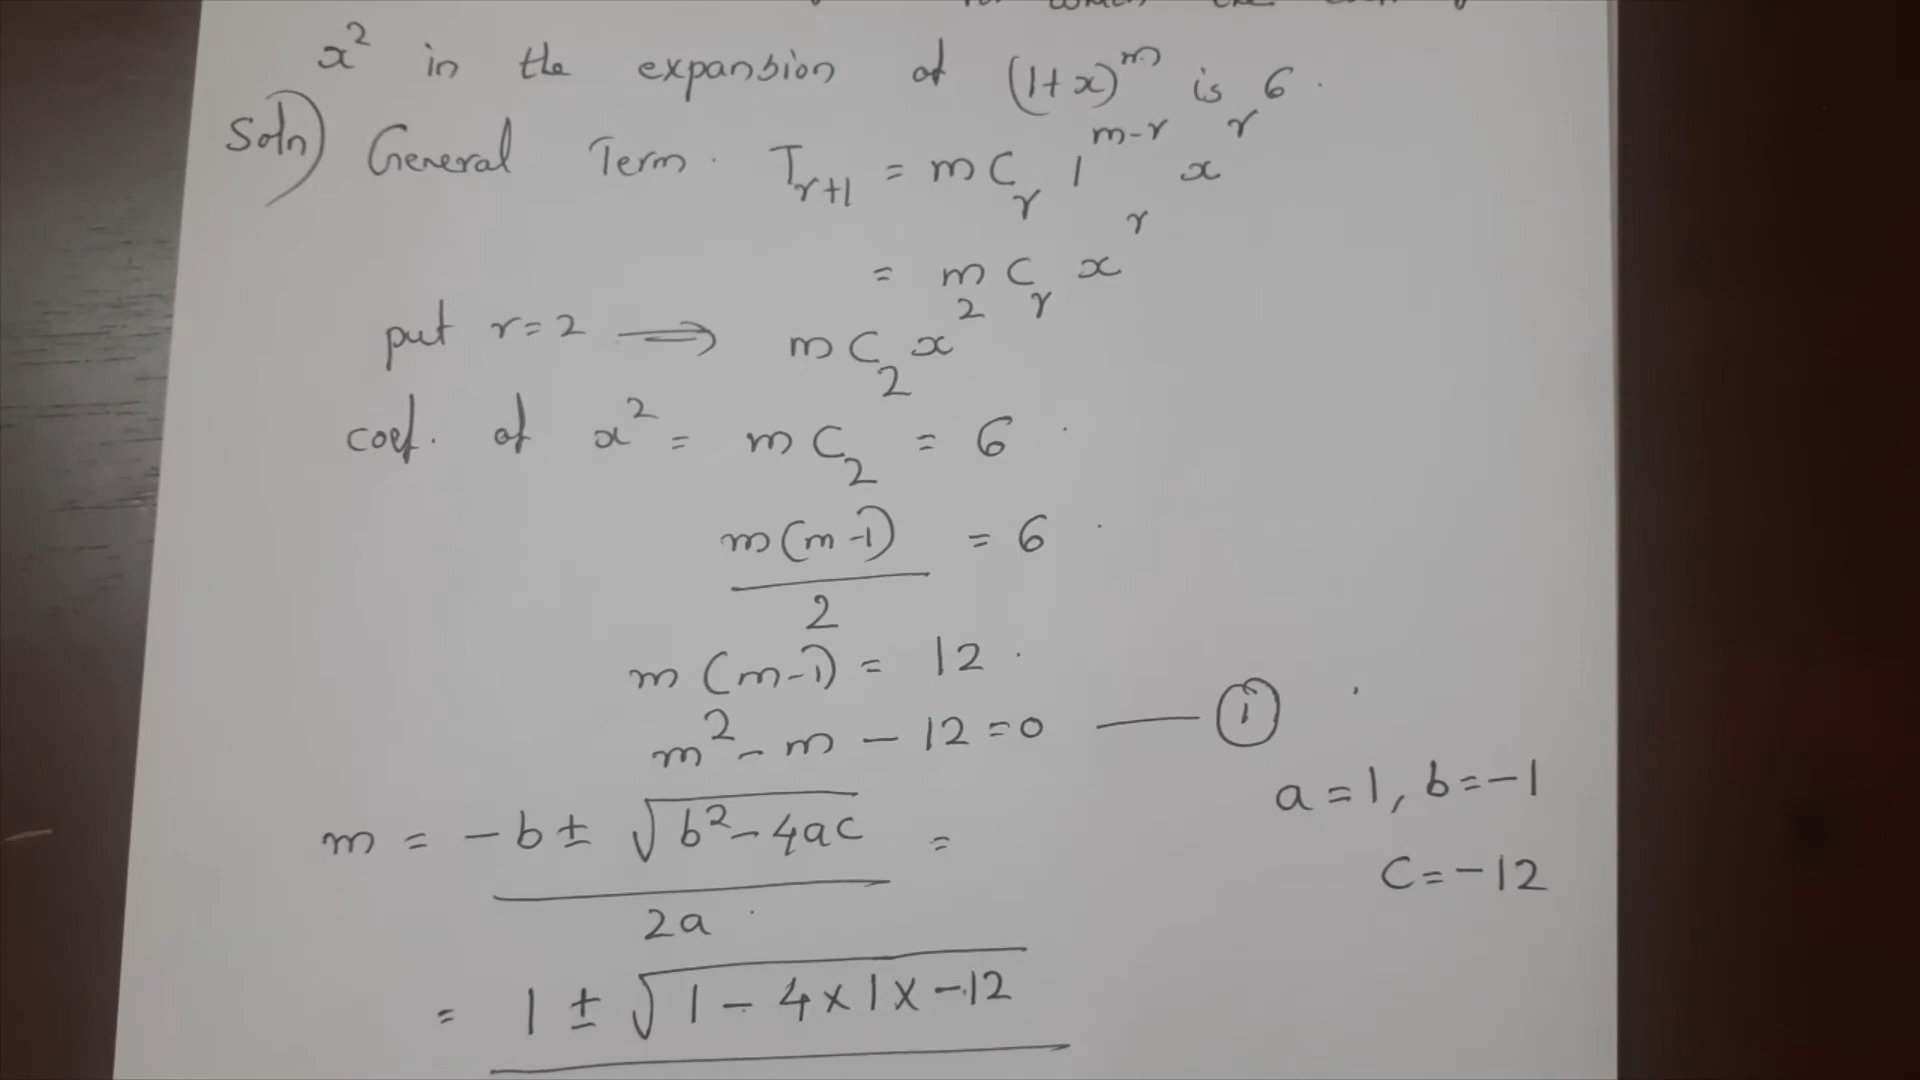 x² in the expansion of (1+x)^m is 6.
Soln) General Term. T_{r+1} = mC_r 1^{m-r} x^r
= mC_r x^r
put r=2 ⟹ mC_2 x^2
coef. of x² = mC_2 = 6
m(m-1)/2 = 6
m(m-1) = 12
m² - m - 12 = 0 —— ①
a=1, b=-1
m = -b ± √(b²-4ac) / 2a =
c=-12
= 1 ± √(1 - 4×1×-12)